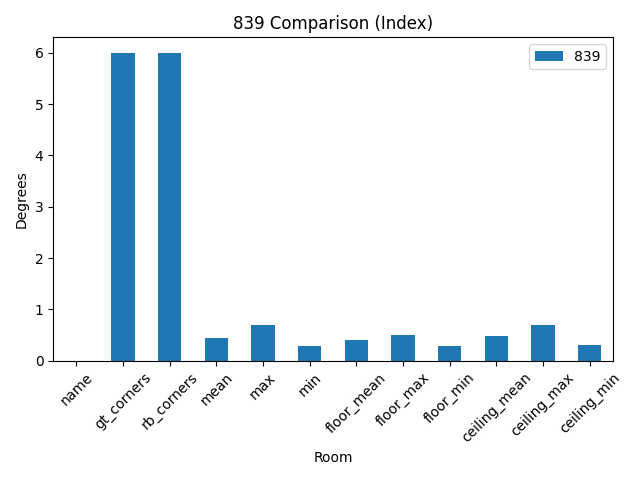 839 Comparison (Index)
839
Degrees
6
5
4
3
2
1
0
name
gt_corners
rb_corners
mean
max
min
floor_mean
floor_max
floor_min
ceiling_mean
ceiling_max
ceiling_min
Room